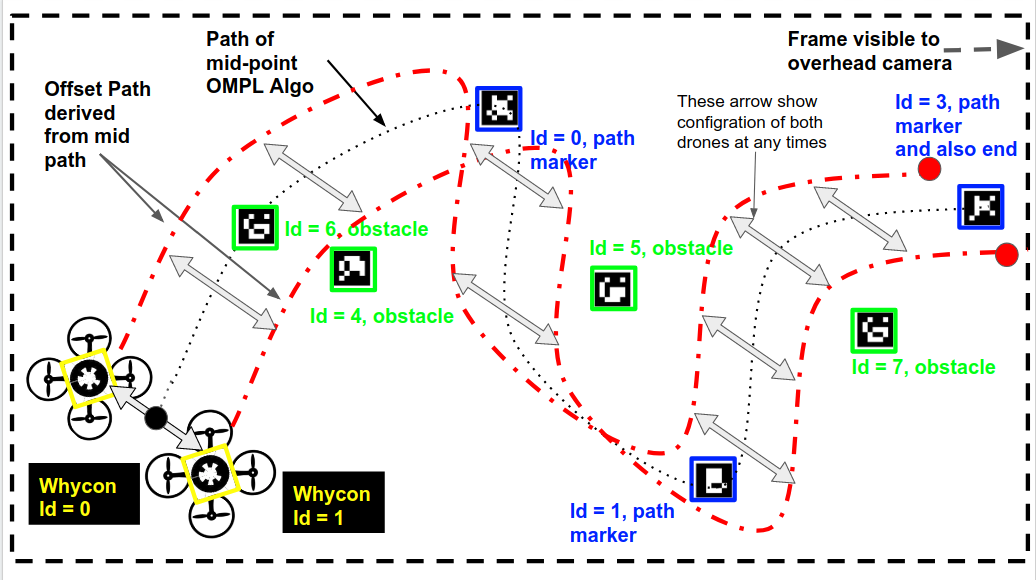 Path of
mid-point
OMPL Algo
Offset Path
derived
from mid
path
Frame visible to
overhead camera
These arrow show
configration of both
drones at any times
Id = 3, path
marker
and also end
Id = 0, path
marker
Id = 6, obstacle
Id = 5, obstacle
Id = 4, obstacle
Id = 7, obstacle
Whycon
Id = 0
Whycon
Id = 1
Id = 1, path
marker